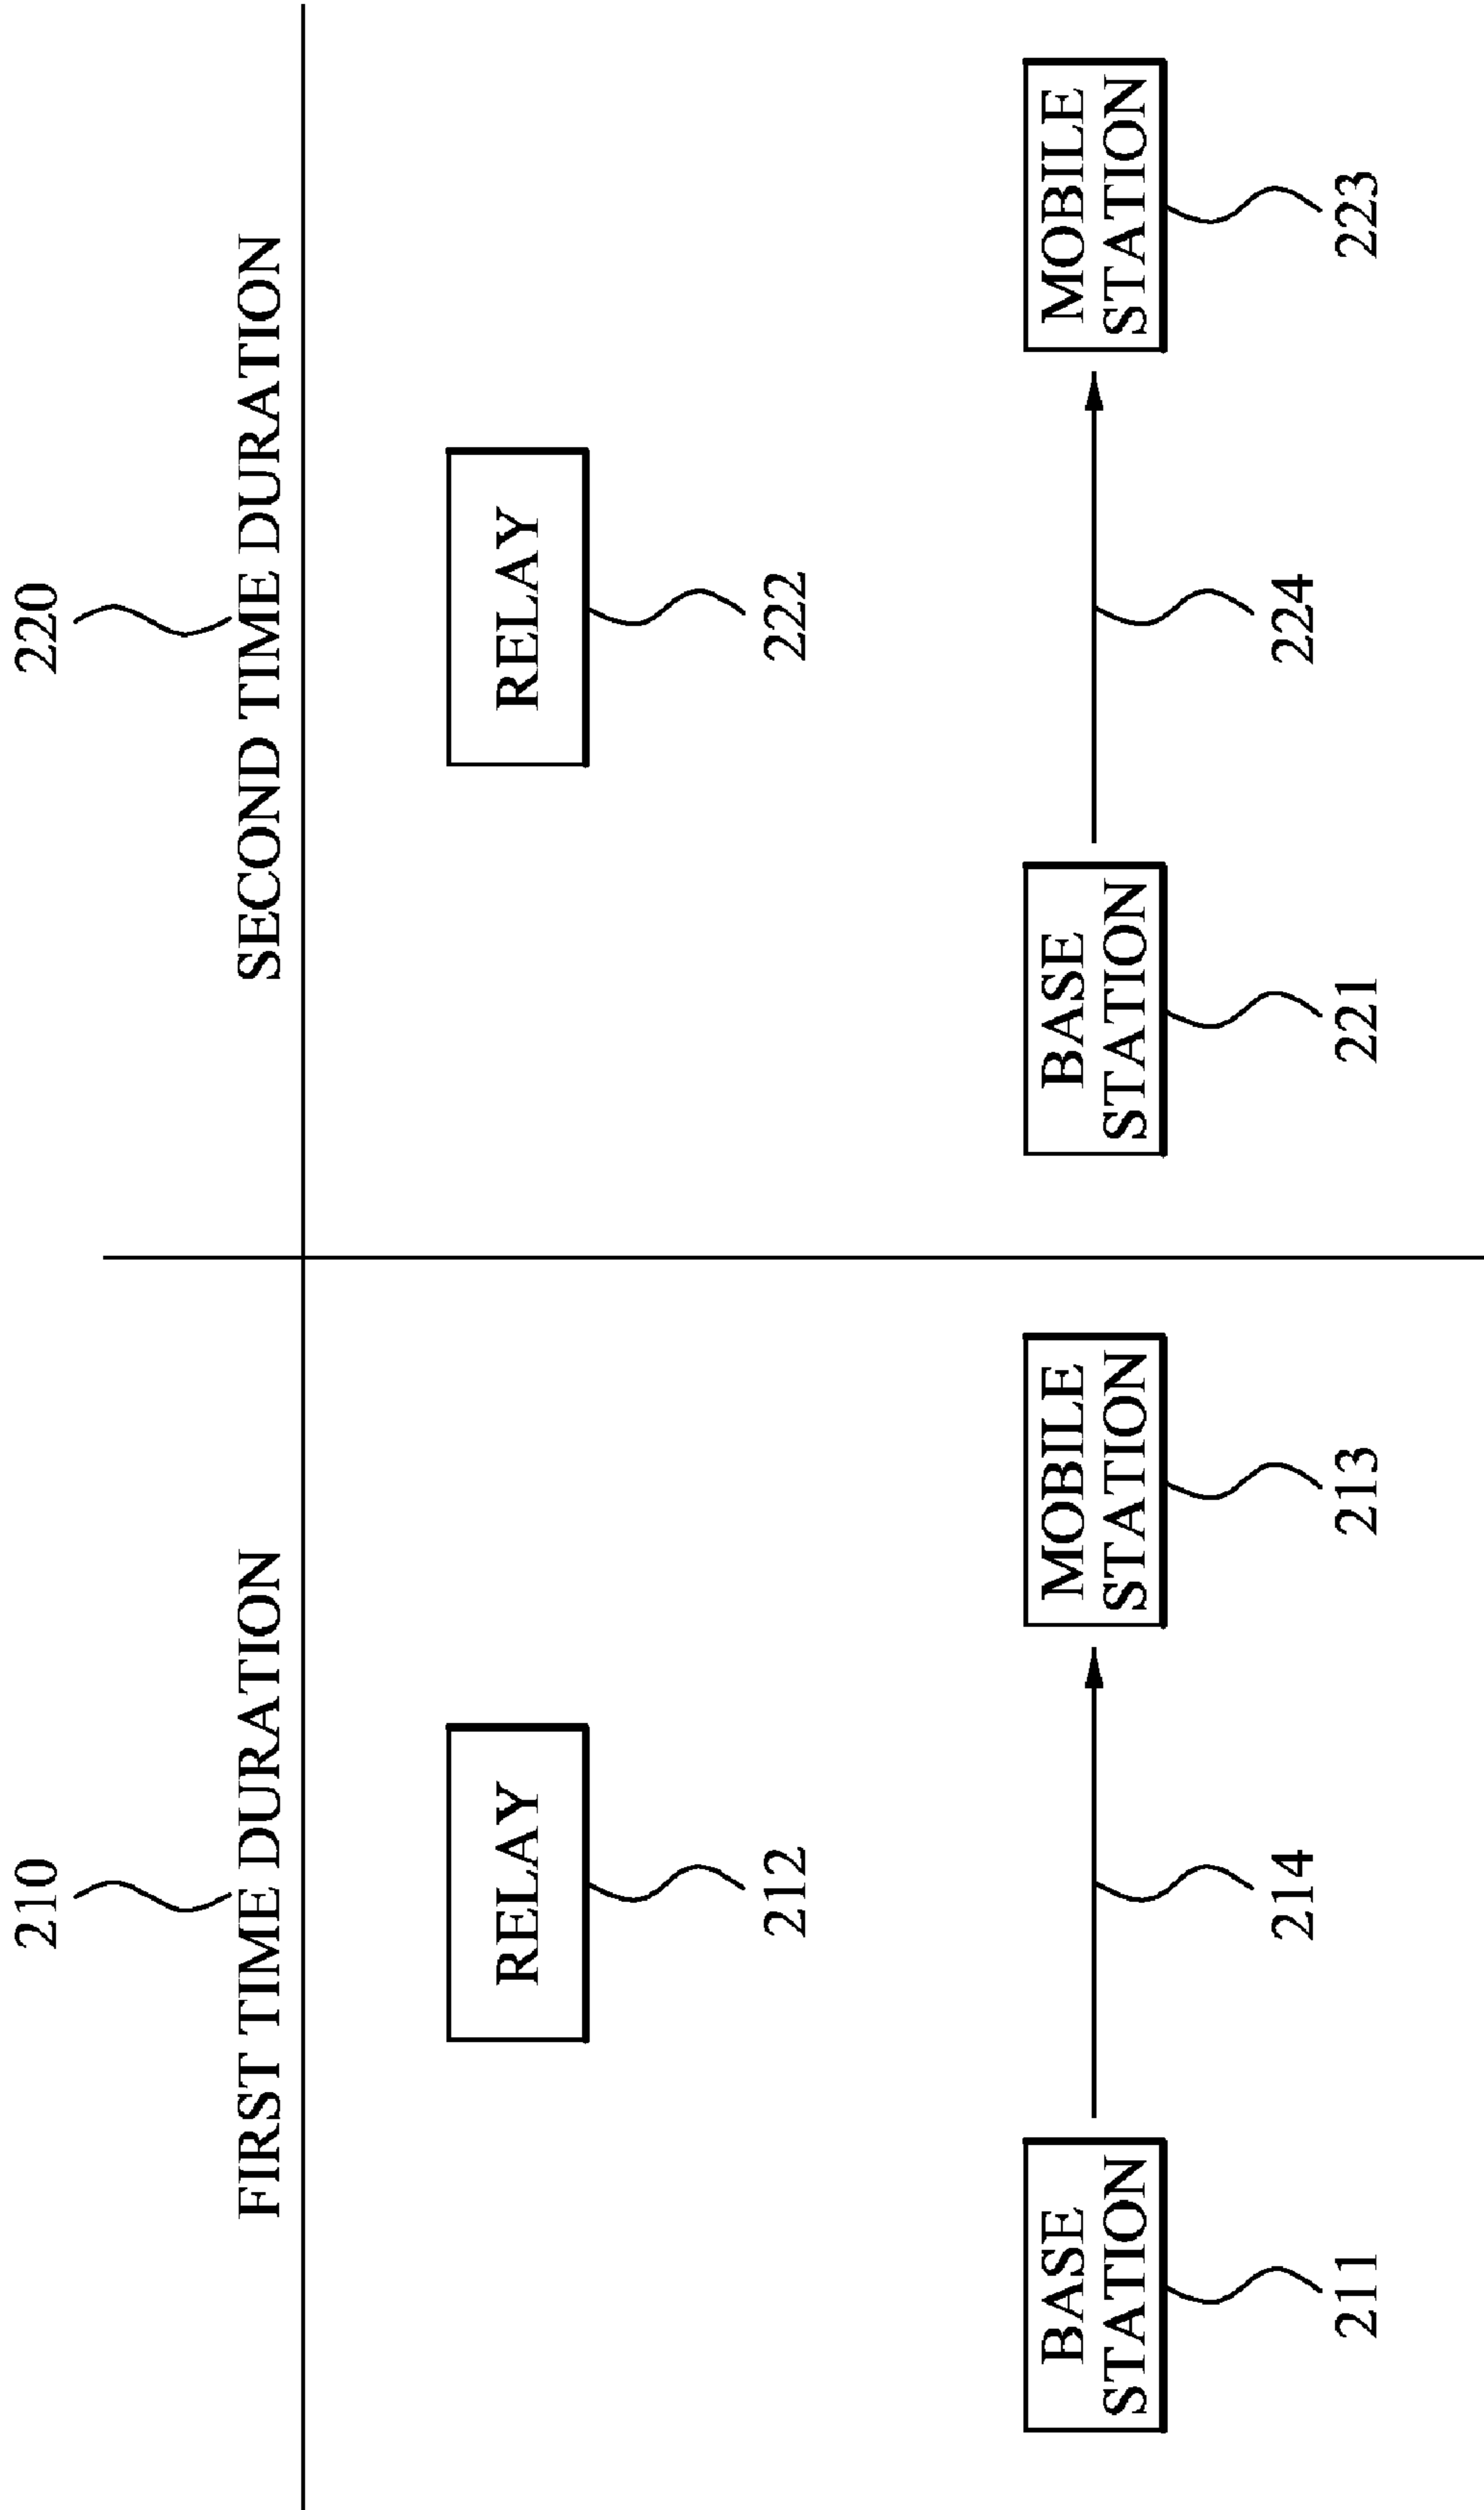 210
220
FIRST TIME DURATION
SECOND TIME DURATION
RELAY
212
RELAY
222
BASE
STATION
211
214
MOBILE
STATION
213
BASE
STATION
221
224
MOBILE
STATION
223